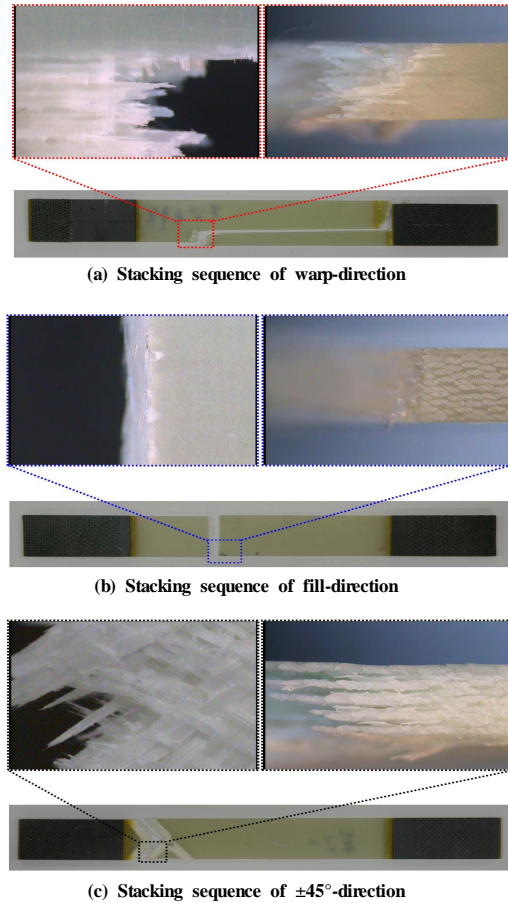 (a) Stacking sequence of warp-direction
(b) Stacking sequence of fill-direction
(c) Stacking sequence of ±45°-direction